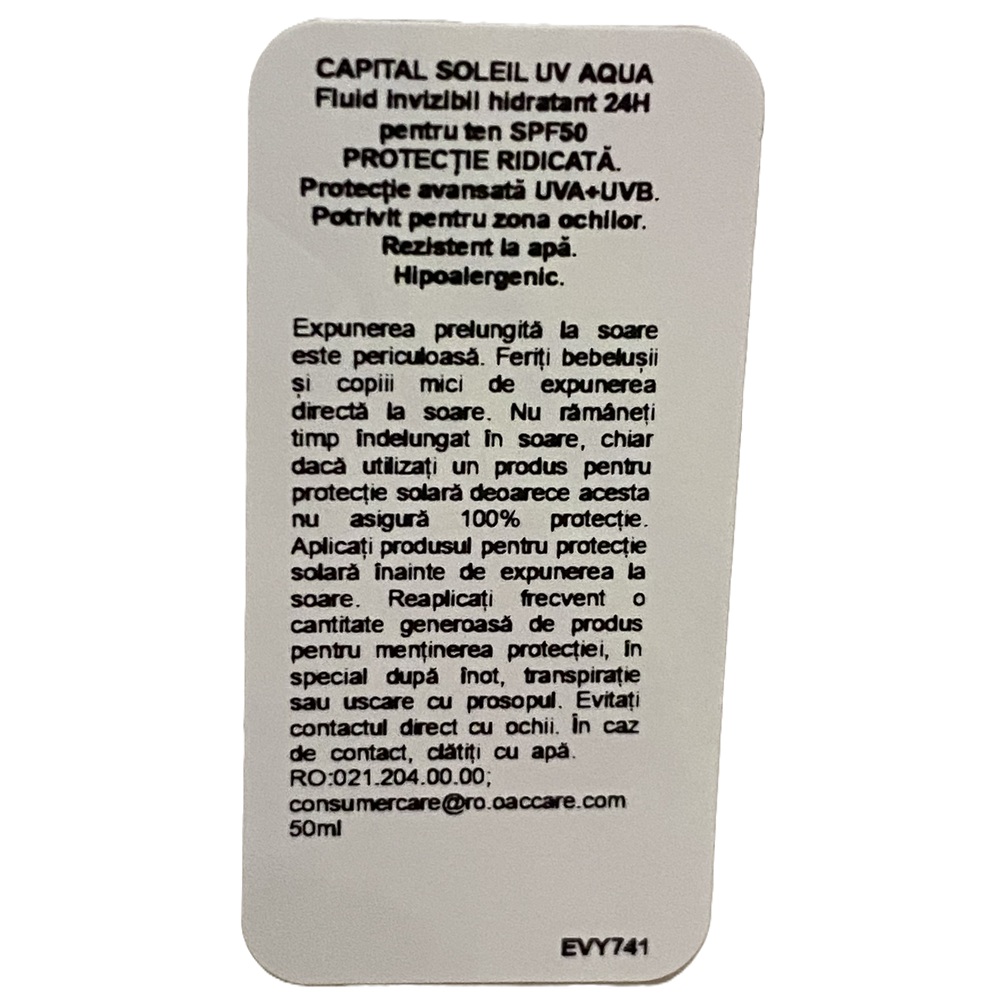 CAPITAL SOLEIL UV AQUA
Fluid invizibil hidratant 24H
pentru ten SPF50
PROTECȚIE RIDICATĂ.
Protecție avansată UVA+UVB.
Potrivit pentru zona ochilor.
Rezistent la apă.
Hipoalergenic.
Expunerea prelungită la soare
este periculoasă. Feriți bebelușii
și copiii mici de expunerea
directă la soare. Nu rămâneți
timp îndelungat în soare, chiar
dacă utilizați un produs pentru
protecție solară deoarece acesta
nu asigură 100% protecție.
Aplicați produsul pentru protecție
solară înainte de expunerea la
soare. Reaplicați frecvent o
cantitate generoasă de produs
pentru menținerea protecției, în
special după înot, transpirație
sau uscare cu prosopul. Evitați
contactul direct cu ochii. În caz
de contact, clătiți cu apă.
RO:021.204.00.00;
consumercare@ro.oaccare.com
50ml
EVY741